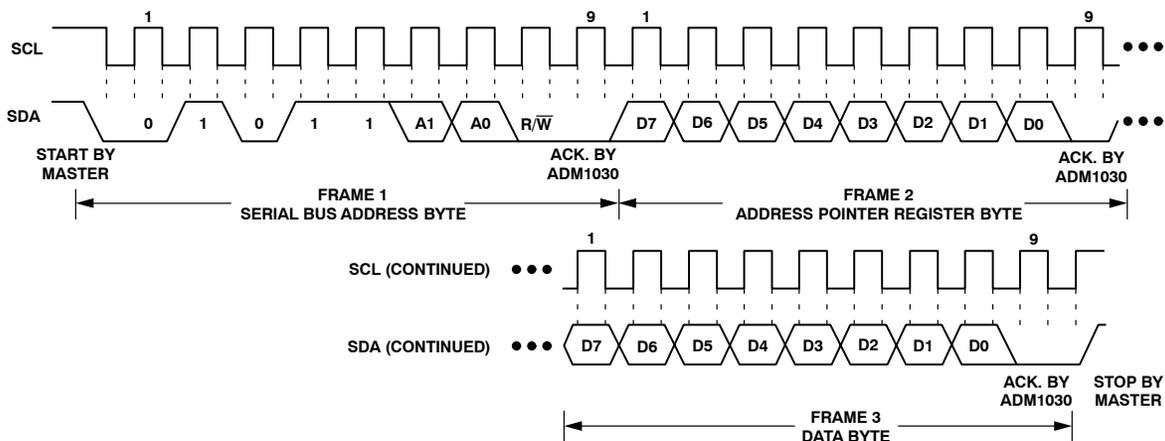 1 9 1 9
SCL
SDA 0 1 0 1 1 A1 A0 R/W̅ D7 D6 D5 D4 D3 D2 D1 D0
START BY
MASTER
ACK. BY
ADM1030
ACK. BY
ADM1030
FRAME 1
SERIAL BUS ADDRESS BYTE
FRAME 2
ADDRESS POINTER REGISTER BYTE
1 9
SCL (CONTINUED)
SDA (CONTINUED) D7 D6 D5 D4 D3 D2 D1 D0
ACK. BY
ADM1030
STOP BY
MASTER
FRAME 3
DATA BYTE